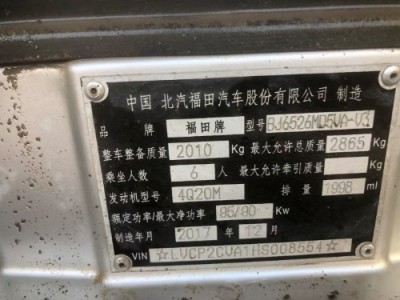 中国 北汽福田汽车股份有限公司 制造
品牌 福田牌 型号 BJ6526MD5VA-V3
整车整备质量 2010 Kg 最大允许总质量 2865 Kg
乘坐人数 6 人 最大允许牵引质量 Kg
发动机型号 4Q20M 排量 1998 ml
额定功率/最大净功率 85/80 Kw
制造年月 2017 年 12 月
VIN ☆LVCP2CVA1HS008554☆